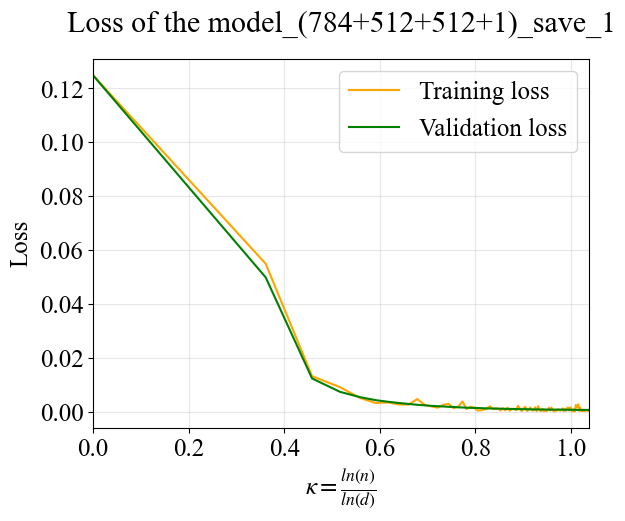 Loss of the model_(784+512+512+1)_save_1
Training loss
Validation loss
0.12
0.10
0.08
0.06
0.04
0.02
0.00
Loss
0.0 0.2 0.4 0.6 0.8 1.0
κ = ln(n)/ln(d)